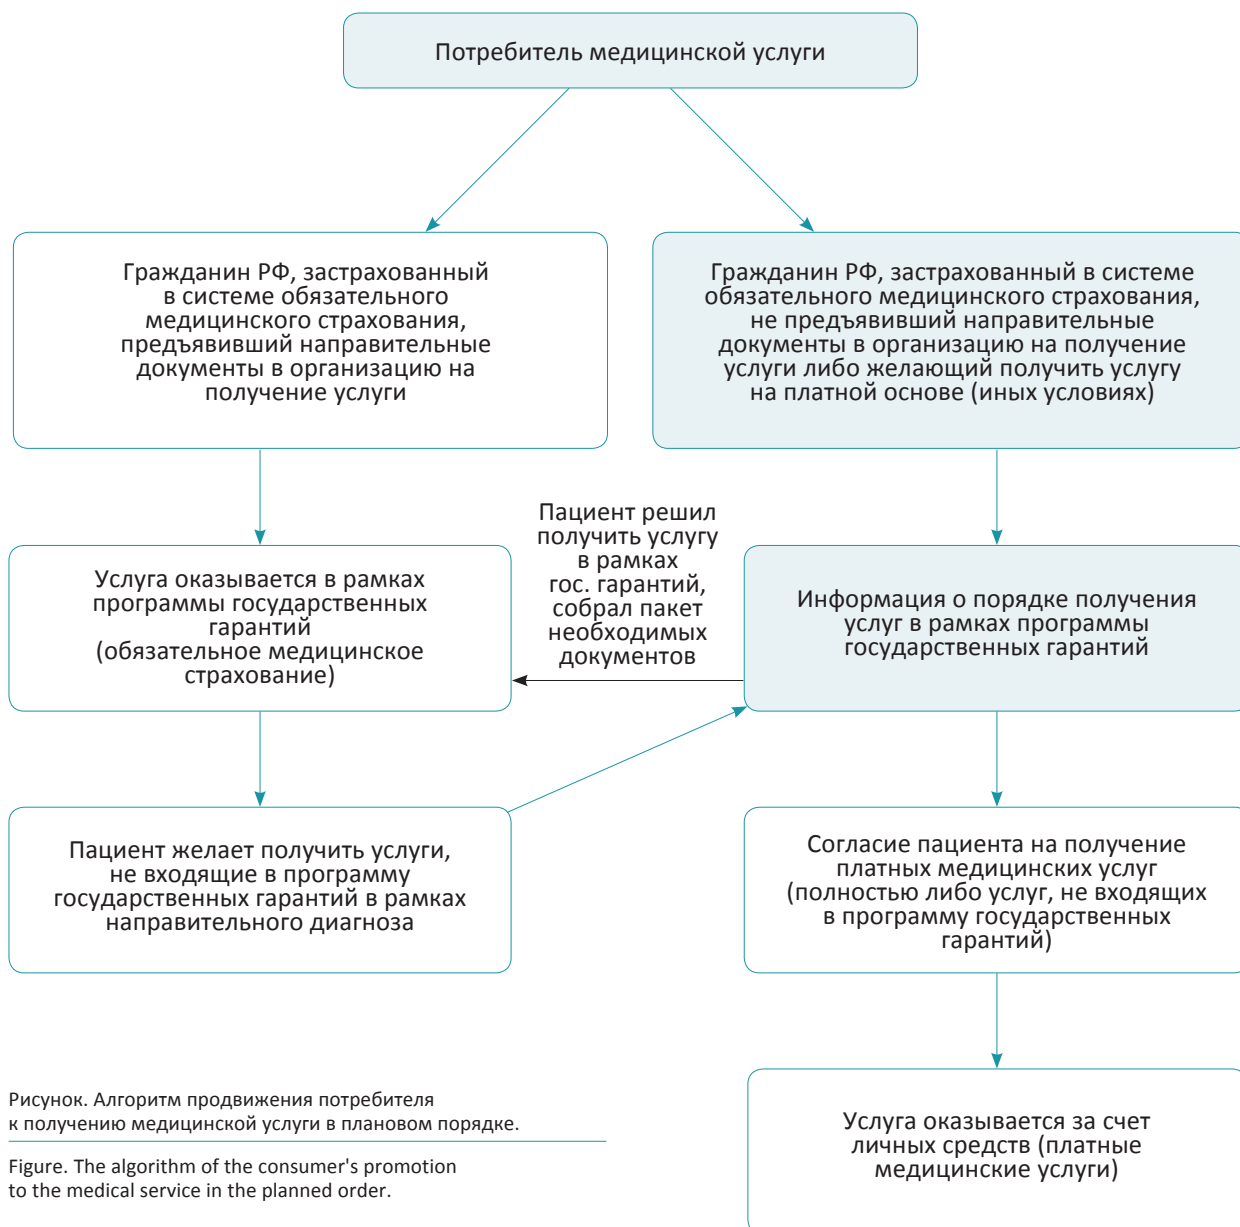 Потребитель медицинской услуги
Гражданин РФ, застрахованный
в системе обязательного
медицинского страхования,
предъявивший направительные
документы в организацию на
получение услуги
Гражданин РФ, застрахованный в системе
обязательного медицинского страхования,
не предъявивший направительные
документы в организацию на получение
услуги либо желающий получить услугу
на платной основе (иных условиях)
Пациент решил
получить услугу
в рамках
гос. гарантий,
собрал пакет
необходимых
документов
Услуга оказывается в рамках
программы государственных
гарантий
(обязательное медицинское
страхование)
Информация о порядке получения
услуг в рамках программы
государственных гарантий
Пациент желает получить услуги,
не входящие в программу
государственных гарантий в рамках
направительного диагноза
Согласие пациента на получение
платных медицинских услуг
(полностью либо услуг, не входящих
в программу государственных
гарантий)
Услуга оказывается за счет
личных средств (платные
медицинские услуги)
Рисунок. Алгоритм продвижения потребителя
к получению медицинской услуги в плановом порядке.
Figure. The algorithm of the consumer's promotion
to the medical service in the planned order.